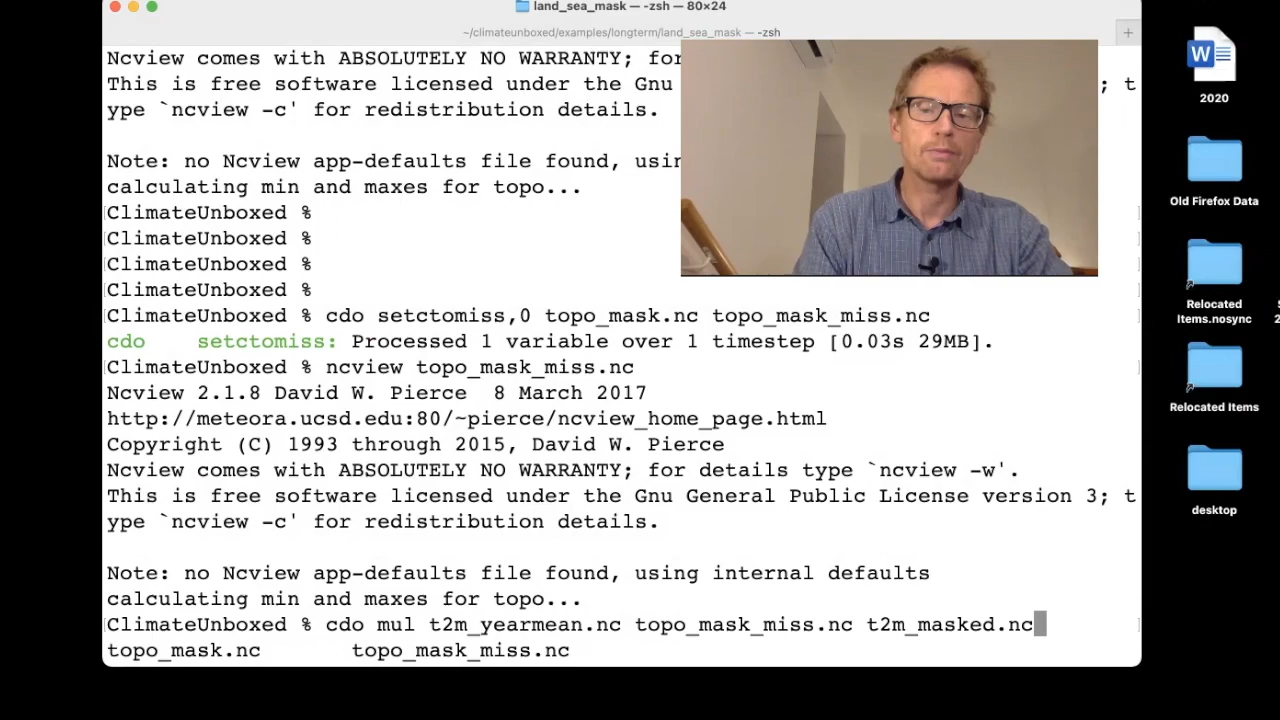 land_sea_mask — -zsh — 80×24
~/climateunboxed/examples/longterm/land_sea_mask — -zsh
Ncview comes with ABSOLUTELY NO WARRANTY; for
This is free software licensed under the Gnu ; t
ype `ncview -c' for redistribution details.
Note: no Ncview app-defaults file found, usin
calculating min and maxes for topo...
ClimateUnboxed %
ClimateUnboxed %
ClimateUnboxed %
ClimateUnboxed %
ClimateUnboxed % cdo setctomiss,0 topo_mask.nc topo_mask_miss.nc
cdo    setctomiss: Processed 1 variable over 1 timestep [0.03s 29MB].
ClimateUnboxed % ncview topo_mask_miss.nc
Ncview 2.1.8 David W. Pierce  8 March 2017
http://meteora.ucsd.edu:80/~pierce/ncview_home_page.html
Copyright (C) 1993 through 2015, David W. Pierce
Ncview comes with ABSOLUTELY NO WARRANTY; for details type `ncview -w'.
This is free software licensed under the Gnu General Public License version 3; t
ype `ncview -c' for redistribution details.
Note: no Ncview app-defaults file found, using internal defaults
calculating min and maxes for topo...
ClimateUnboxed % cdo mul t2m_yearmean.nc topo_mask_miss.nc t2m_masked.nc
topo_mask.nc         topo_mask_miss.nc
W
2020
Old Firefox Data
Relocated
Items.nosync
Relocated Items
desktop